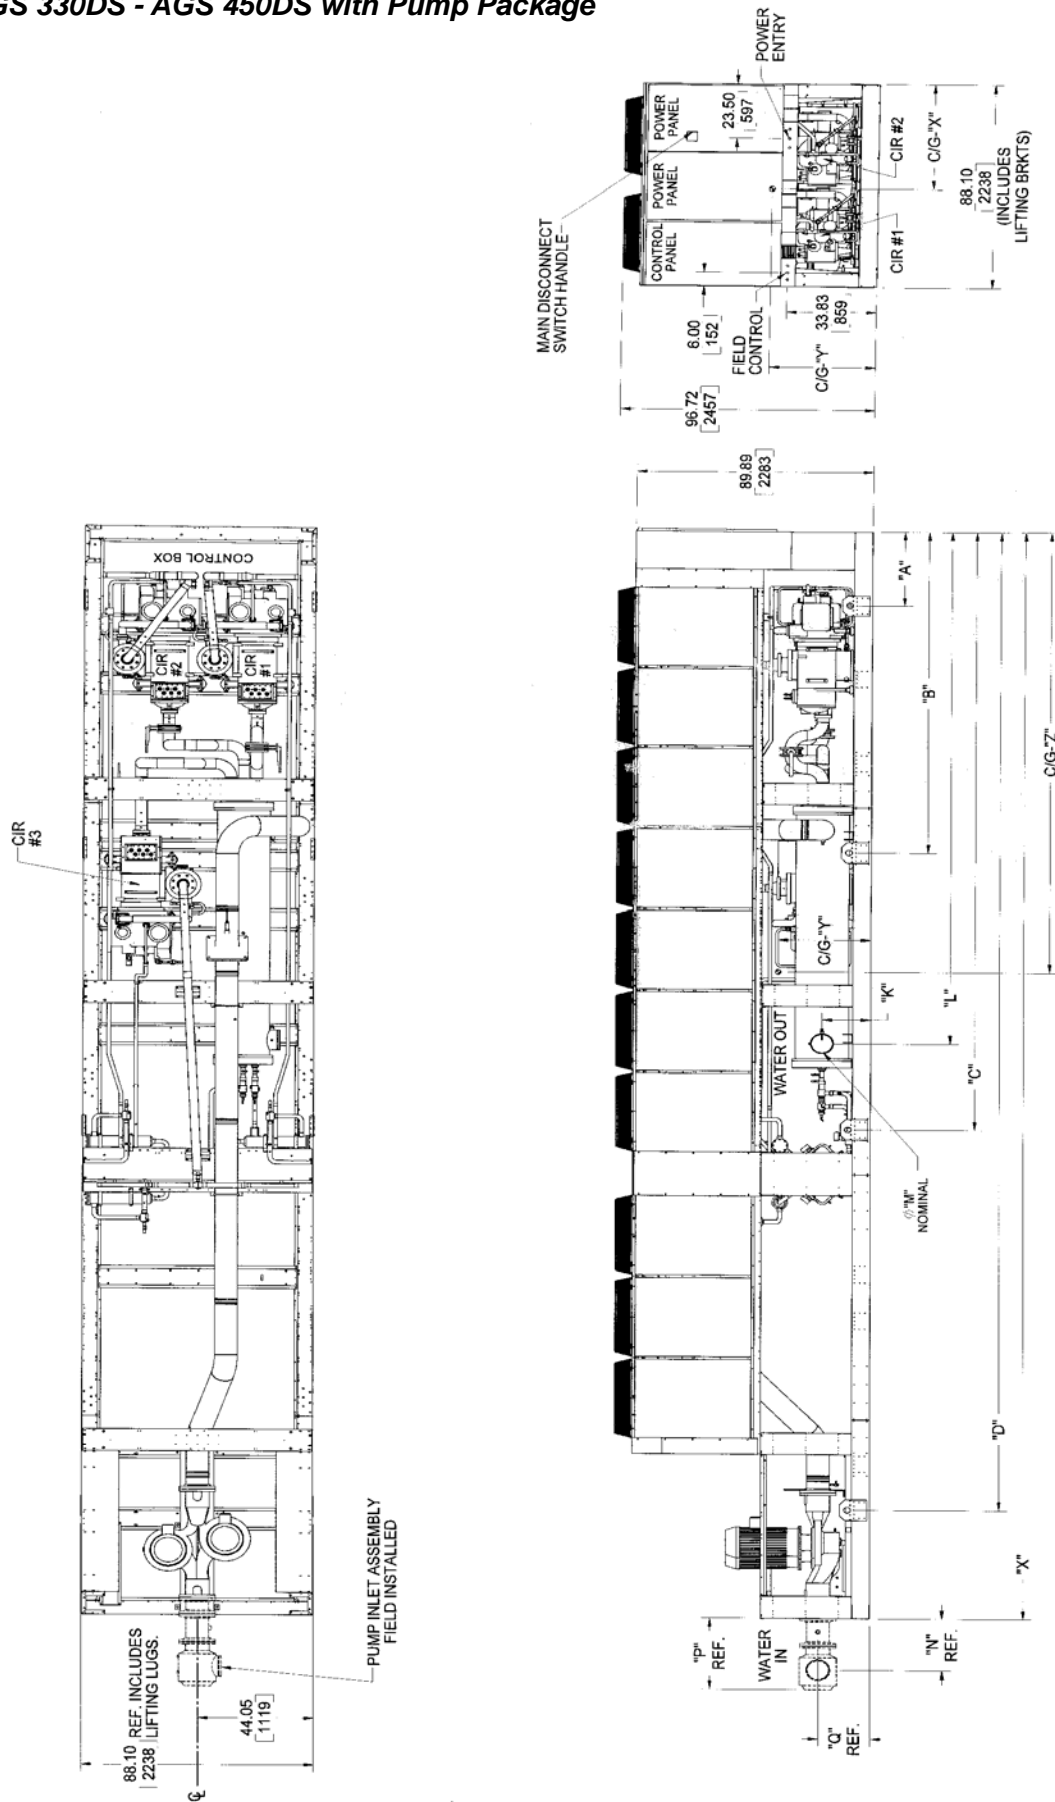 GS 330DS - AGS 450DS with Pump Package
POWER
ENTRY
MAIN DISCONNECT
SWITCH HANDLE
CONTROL
PANEL
POWER
PANEL
POWER
PANEL
23.50
597
6.00
152
FIELD
CONTROL
33.83
859
C/G-"Y"
96.72
2457
CIR #1
CIR #2
C/G-"X"
88.10
2238
(INCLUDES
LIFTING BRKTS)
CONTROL BOX
CIR
#2
CIR
#1
CIR
#3
PUMP INLET ASSEMBLY
FIELD INSTALLED
88.10
2238
REF. INCLUDES
LIFTING LUGS.
44.05
1119
℄
89.89
2283
"A"
"B"
C/G-"Z"
C/G-"Y"
"K"
"L"
WATER OUT
"C"
Ø"M"
NOMINAL
"D"
"X"
"P"
REF.
WATER
IN
"N"
REF.
"Q"
REF.